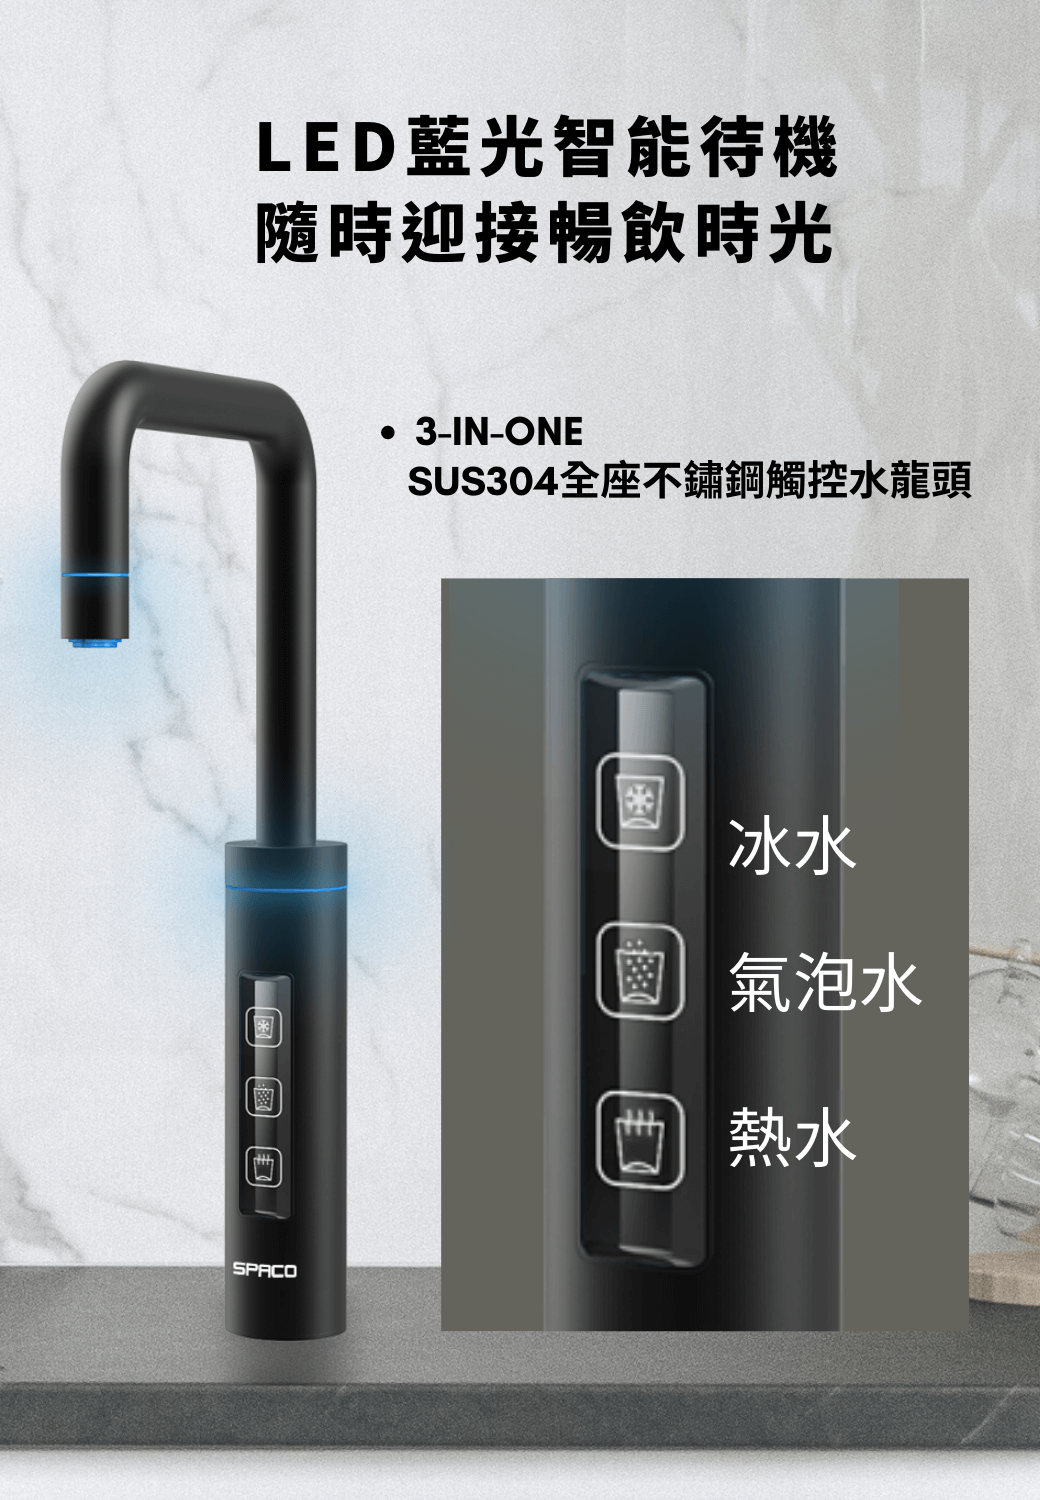 LED藍光智能待機
隨時迎接暢飲時光
• 3-IN-ONE
SUS304全座不鏽鋼觸控水龍頭
冰水
氣泡水
熱水
SPACO